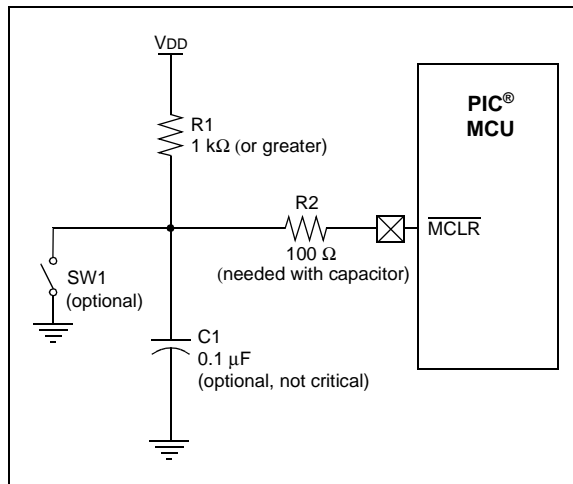 VDD
PIC®
MCU
R1
1 kΩ (or greater)
R2
MCLR
100 Ω
(needed with capacitor)
SW1
(optional)
C1
0.1 μF
(optional, not critical)